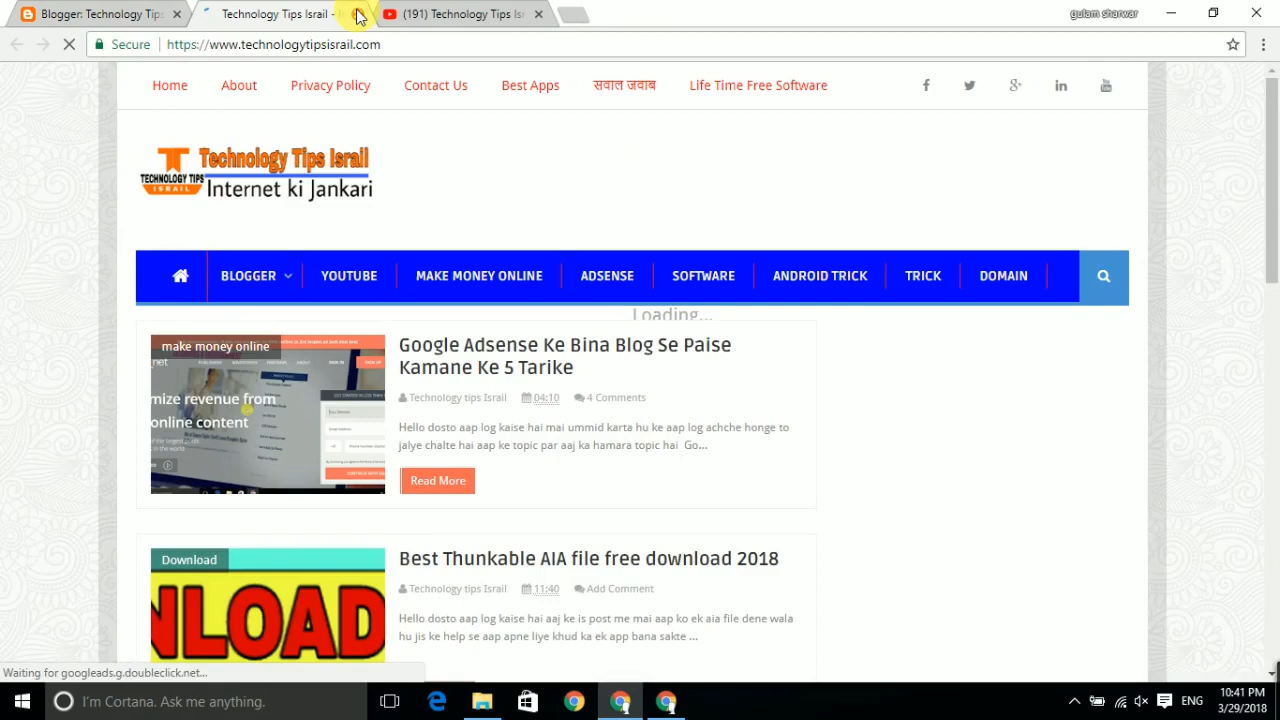 Blogger: Technology Tips
Technology Tips Israil -
(191) Technology Tips Isr
gulam sharwar
Secure
https://www.technologytipsisrail.com
Home
About
Privacy Policy
Contact Us
Best Apps
सवाल जवाब
Life Time Free Software
Technology Tips Israil
Internet ki Jankari
TECHNOLOGY TIPS
ISRAIL
BLOGGER
YOUTUBE
MAKE MONEY ONLINE
ADSENSE
SOFTWARE
ANDROID TRICK
TRICK
DOMAIN
Loading...
make money online
mize revenue from
online content
Google Adsense Ke Bina Blog Se Paise
Kamane Ke 5 Tarike
Technology tips Israil
04:10
4 Comments
Hello dosto aap log kaise hai mai ummid karta hu ke aap log achche honge to
jalye chalte hai aap ke topic par aaj ka hamara topic hai Go...
Read More
Download
NLOAD
Best Thunkable AIA file free download 2018
Technology tips Israil
11:40
Add Comment
Hello dosto aap log kaise hai aaj ke is post me mai aap ko ek aia file dene wala
hu jis ke help se aap apne liye khud ka ek app bana sakte ...
Waiting for googleads.g.doubleclick.net...
I'm Cortana. Ask me anything.
ENG
10:41 PM
3/29/2018